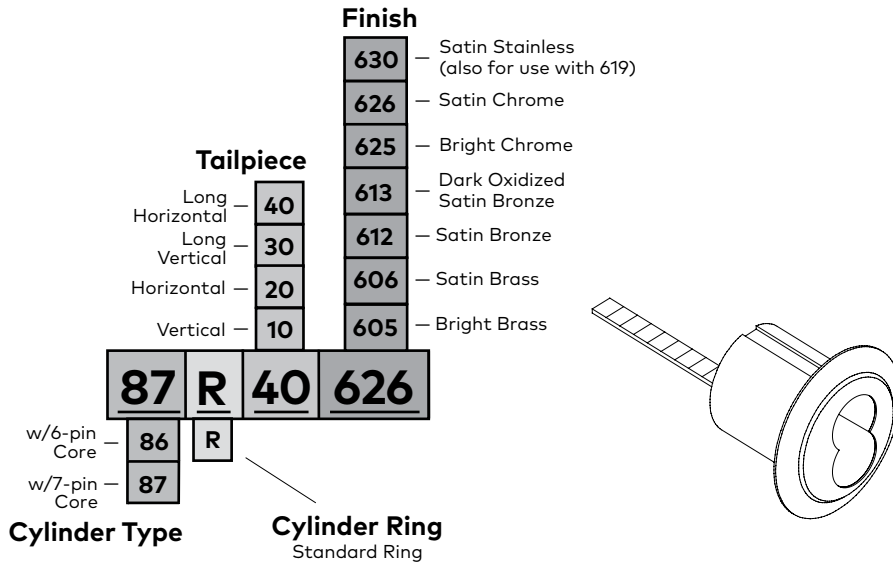 Finish
630
Satin Stainless
(also for use with 619)
626
Satin Chrome
625
Bright Chrome
613
Dark Oxidized
Satin Bronze
612
Satin Bronze
606
Satin Brass
605
Bright Brass
Tailpiece
Long
Horizontal
40
Long
Vertical
30
Horizontal
20
Vertical
10
87 R 40 626
w/6-pin
Core
86
R
w/7-pin
Core
87
Cylinder Type
Cylinder Ring
Standard Ring